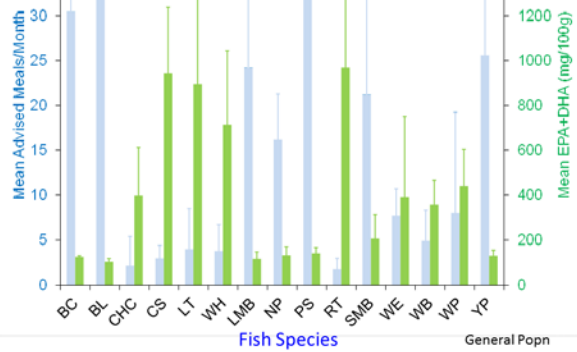 Mean Advised Meals/Month
30
25
20
15
10
5
0
1200
1000
800
600
400
200
0
Mean EPA+DHA (mg/100g)
BC BL CHC CS LT WH LMB NP PS RT SMB WE WB WP YP
Fish Species
General Popn